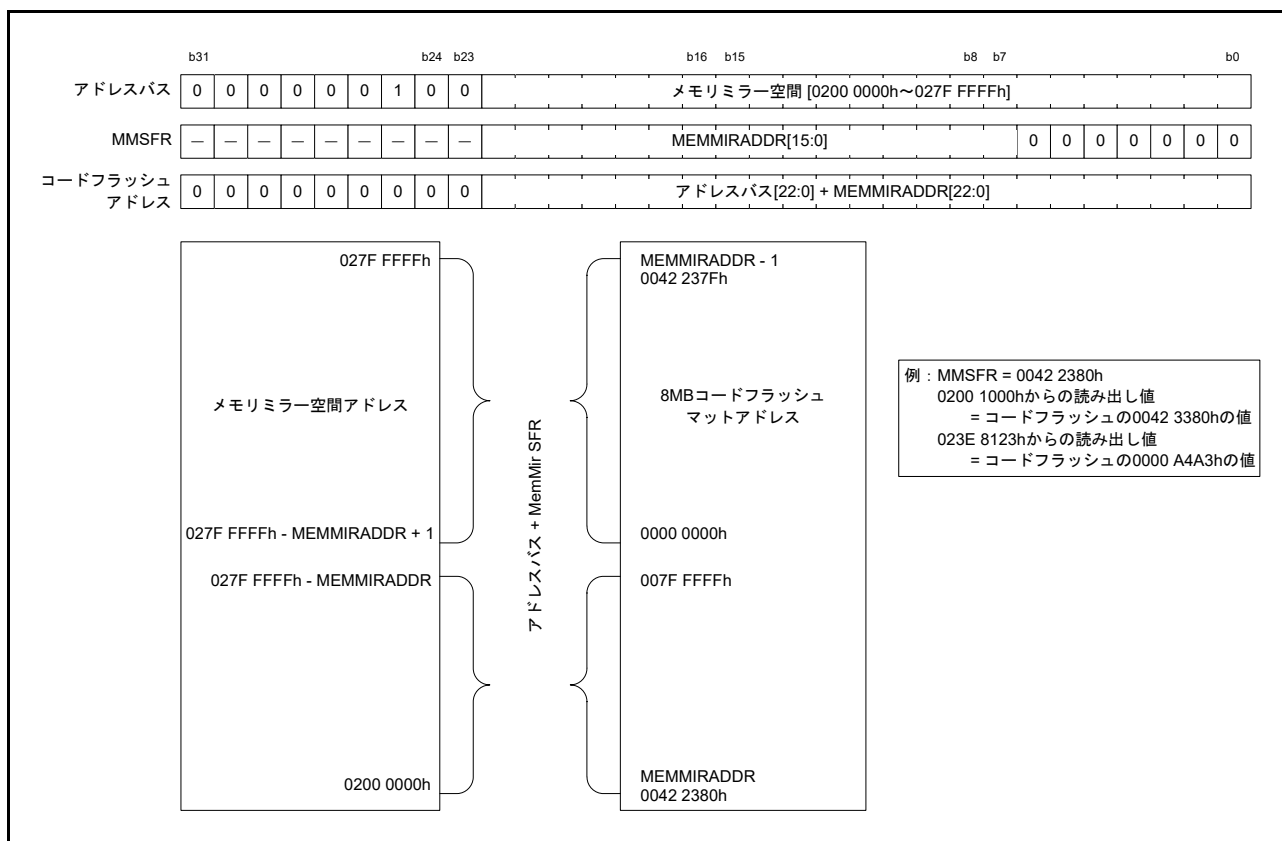 b31 b24 b23 b16 b15 b8 b7 b0
アドレスバス 0 0 0 0 0 0 1 0 0 メモリミラー空間 [0200 0000h～027F FFFFh]
MMSFR — — — — — — — — — MEMMIRADDR[15:0] 0 0 0 0 0 0 0
コードフラッシュ
アドレス 0 0 0 0 0 0 0 0 0 アドレスバス[22:0] + MEMMIRADDR[22:0]
027F FFFFh
メモリミラー空間アドレス
027F FFFFh - MEMMIRADDR + 1
027F FFFFh - MEMMIRADDR
0200 0000h
アドレスバス + MemMir SFR
MEMMIRADDR - 1
0042 237Fh
8MBコードフラッシュ
マットアドレス
0000 0000h
007F FFFFh
MEMMIRADDR
0042 2380h
例：MMSFR = 0042 2380h
0200 1000hからの読み出し値
= コードフラッシュの0042 3380hの値
023E 8123hからの読み出し値
= コードフラッシュの0000 A4A3hの値